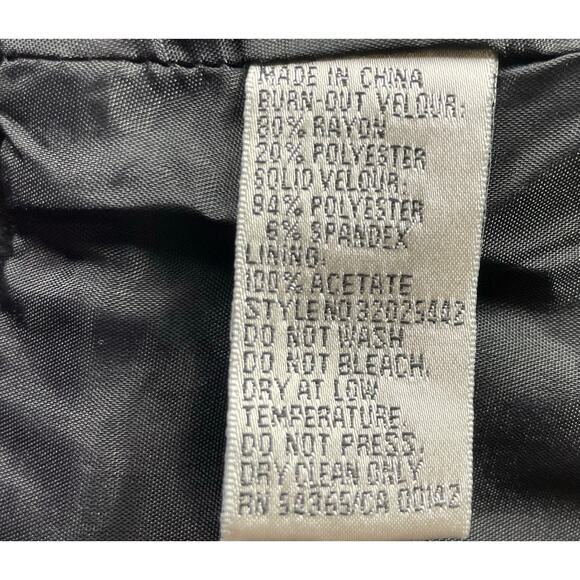 MADE IN CHINA
BURN-OUT VELOUR:
80% RAYON
20% POLYESTER
SOLID VELOUR:
94% POLYESTER
6% SPANDEX
LINING:
100% ACETATE
STYLE NO 32025442
DO NOT WASH
DO NOT BLEACH.
DRY AT LOW
TEMPERATURE.
DO NOT PRESS.
DRY CLEAN ONLY
RN 54365/CA 00142